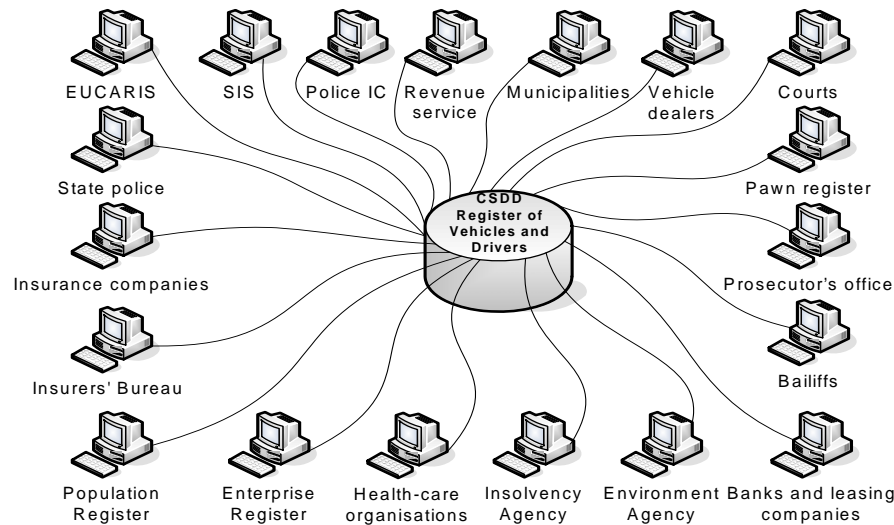 EUCARIS
SIS
Police IC
Revenue
service
Municipalities
Vehicle
dealers
Courts
State police
Pawn register
CSDD
Register of
Vehicles and
Drivers
Insurance companies
Prosecutor's office
Insurers' Bureau
Bailiffs
Population
Register
Enterprise
Register
Health-care
organisations
Insolvency
Agency
Environment
Agency
Banks and leasing
companies